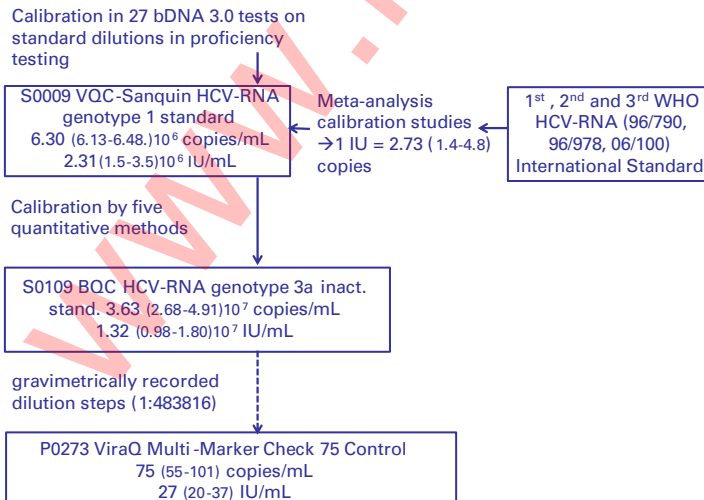 Calibration in 27 bDNA 3.0 tests on
standard dilutions in proficiency
testing
S0009 VQC-Sanquin HCV-RNA
genotype 1 standard
6.30 (6.13-6.48.)10⁶ copies/mL
2.31(1.5-3.5)10⁶ IU/mL
Meta-analysis
calibration studies
→1 IU = 2.73 (1.4-4.8)
copies
1st , 2nd and 3rd WHO
HCV-RNA (96/790,
96/978, 06/100)
International Standard
Calibration by five
quantitative methods
S0109 BQC HCV-RNA genotype 3a inact.
stand. 3.63 (2.68-4.91)10⁷ copies/mL
1.32 (0.98-1.80)10⁷ IU/mL
gravimetrically recorded
dilution steps (1:483816)
P0273 ViraQ Multi-Marker Check 75 Control
75 (55-101) copies/mL
27 (20-37) IU/mL